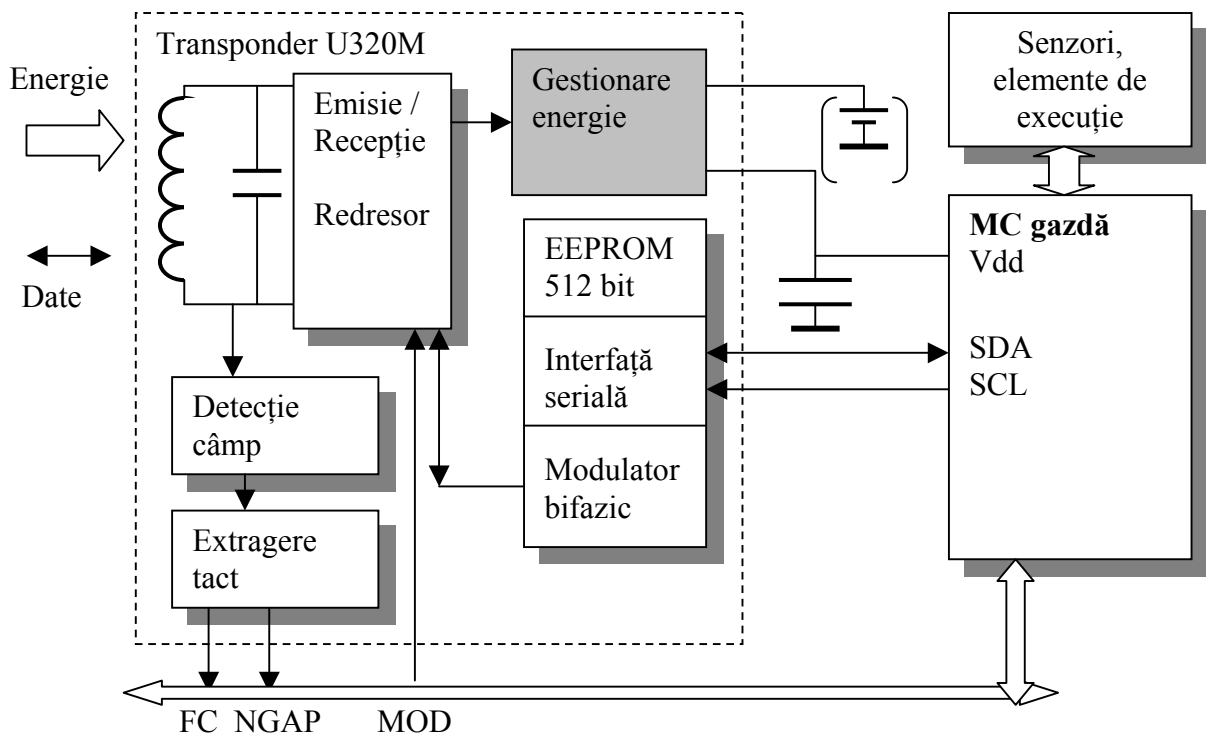 Transponder U320M
Energie
Date
Emisie /
Recepție
Redresor
Gestionare
energie
Senzori,
elemente de
execuție
EEPROM
512 bit
Interfață
serială
Modulator
bifazic
MC gazdă
Vdd
SDA
SCL
Detecție
câmp
Extragere
tact
FC NGAP MOD